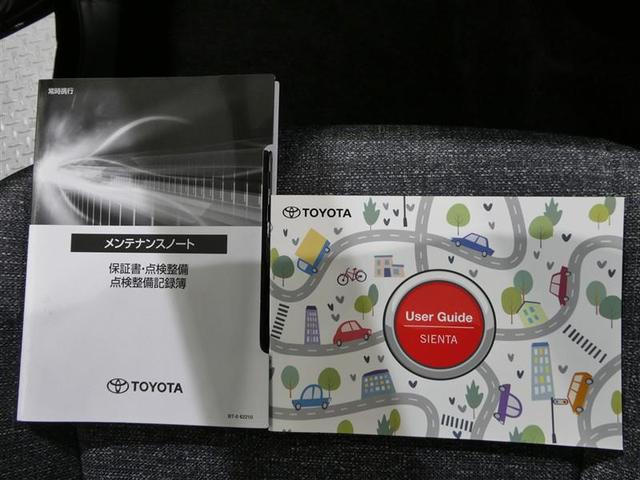 常時携行
メンテナンスノート
保証書・点検整備
点検整備記録簿
TOYOTA
TOYOTA
User Guide
SIENTA